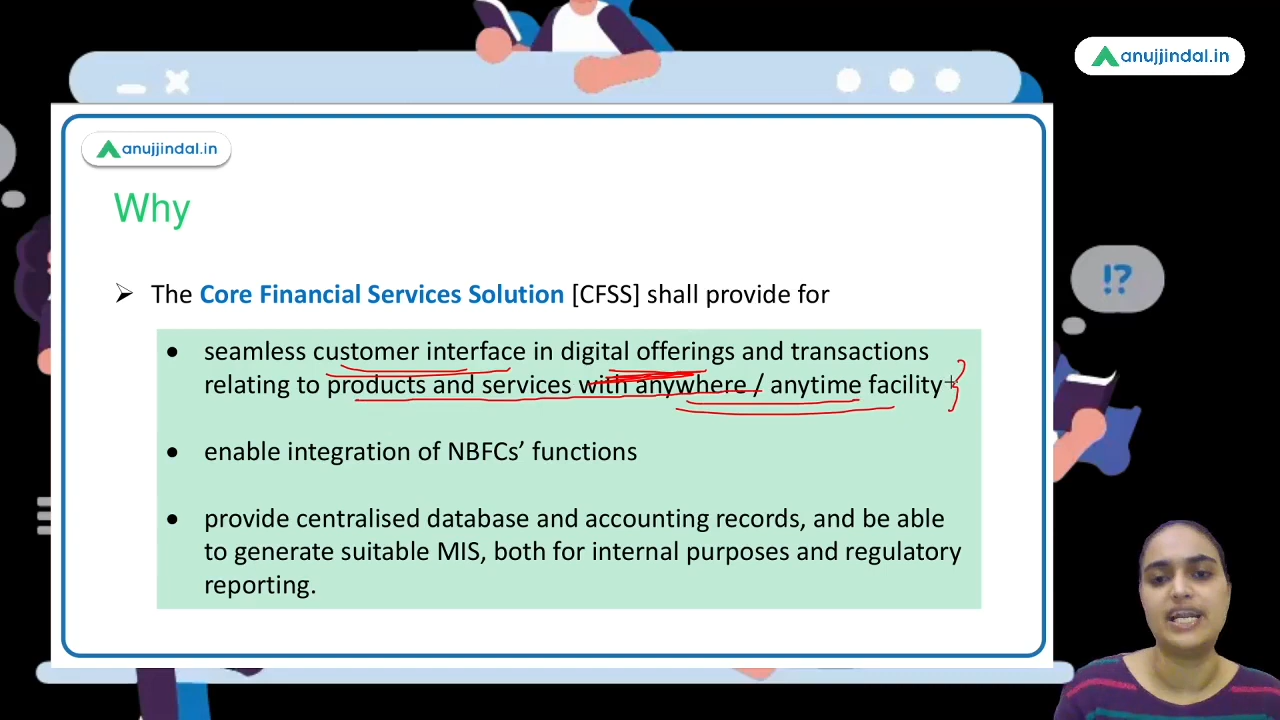 anujjindal.in
anujjindal.in
Why
➢ The Core Financial Services Solution [CFSS] shall provide for
• seamless customer interface in digital offerings and transactions
relating to products and services with anywhere / anytime facility
• enable integration of NBFCs’ functions
• provide centralised database and accounting records, and be able
to generate suitable MIS, both for internal purposes and regulatory
reporting.
!?